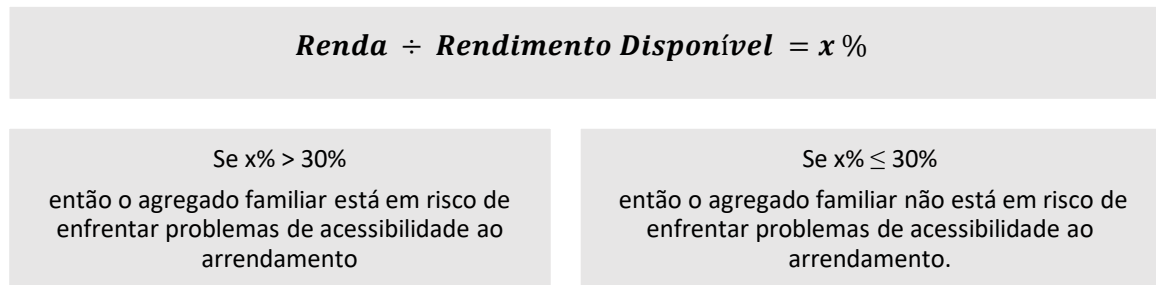 Renda ÷ Rendimento Disponível = x %
Se x% > 30%
então o agregado familiar está em risco de
enfrentar problemas de acessibilidade ao
arrendamento
Se x% ≤ 30%
então o agregado familiar não está em risco de
enfrentar problemas de acessibilidade ao
arrendamento.